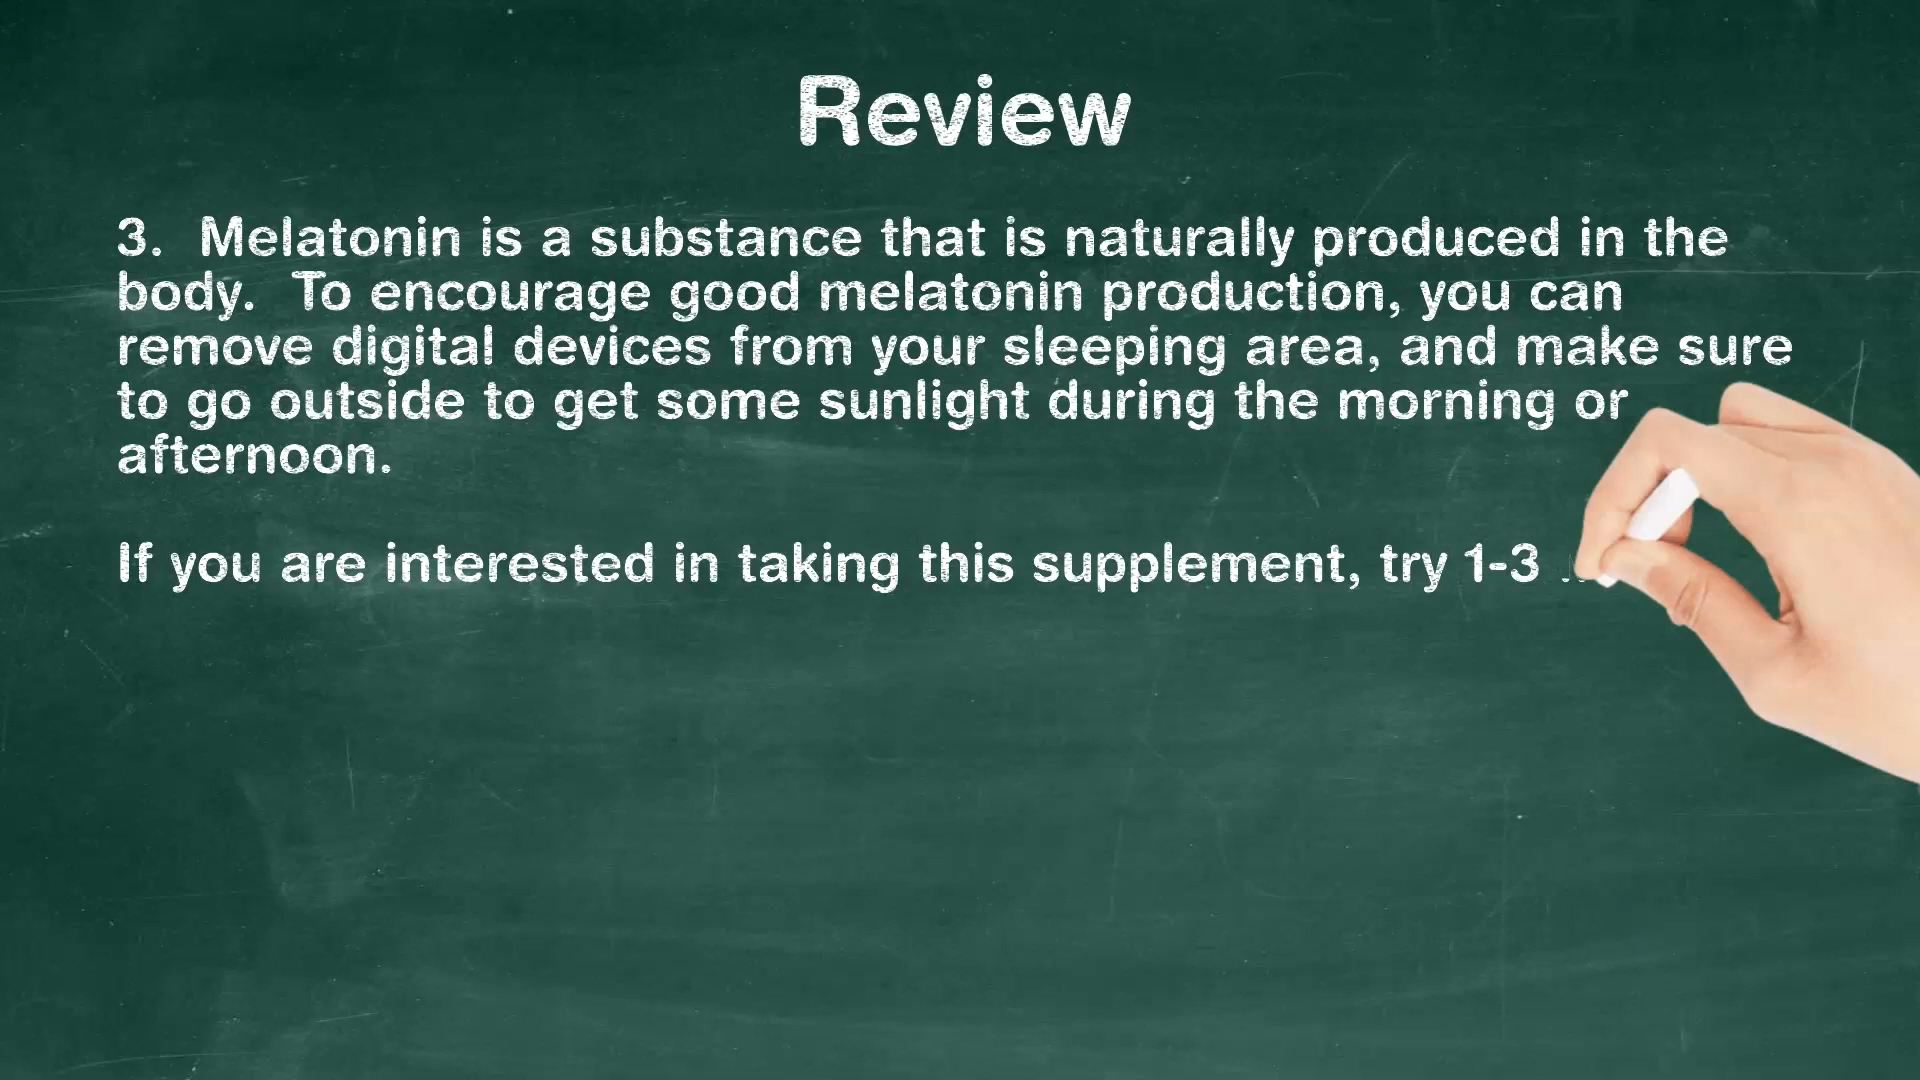 Review
3.  Melatonin is a substance that is naturally produced in the
body.  To encourage good melatonin production, you can
remove digital devices from your sleeping area, and make sure
to go outside to get some sunlight during the morning or
afternoon.
If you are interested in taking this supplement, try 1-3